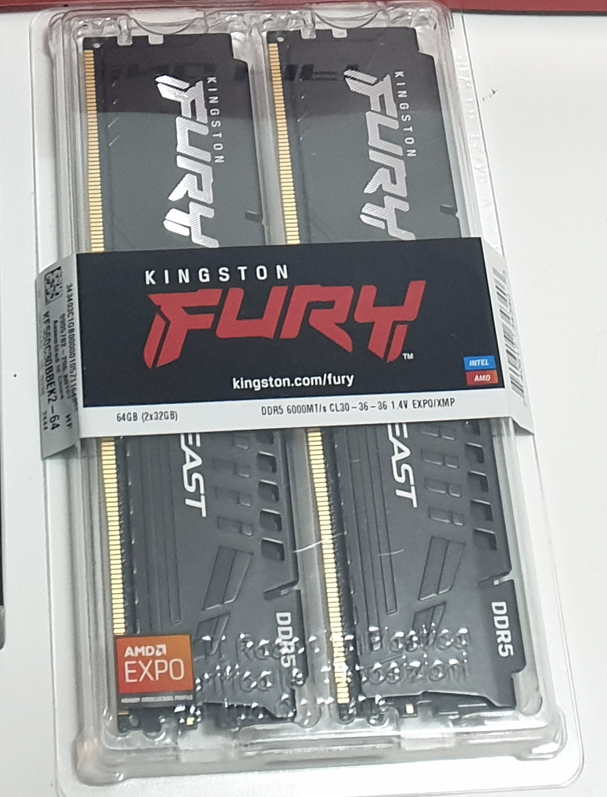 KINGSTON
FURY
KINGSTON
FURY
KINGSTON
FURY
TM
kingston.com/fury
INTEL
AMD
64GB (2x32GB)
DDR5 6000MT/s CL30-36-36 1.4V EXPO/XMP
EAST
EAST
DDR5
DDR5
AMD
EXPO